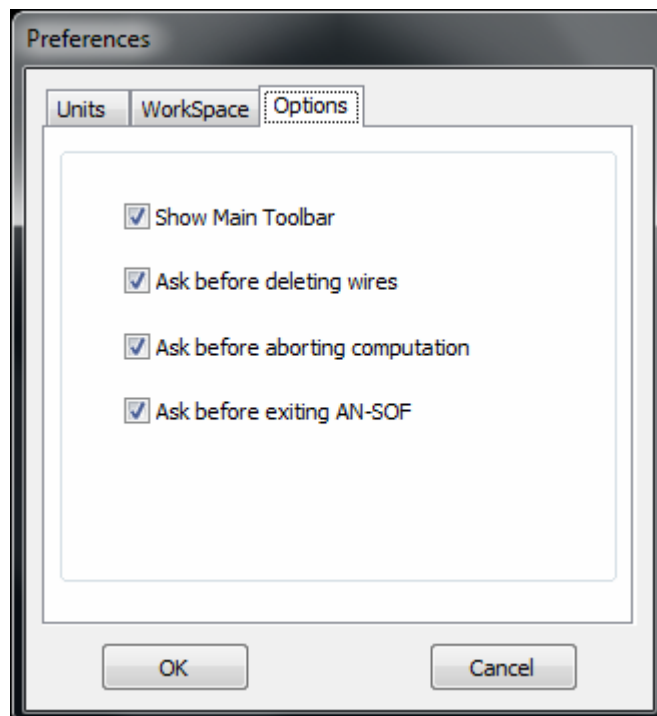 Preferences
Units WorkSpace Options
Show Main Toolbar
Ask before deleting wires
Ask before aborting computation
Ask before exiting AN-SOF
OK Cancel